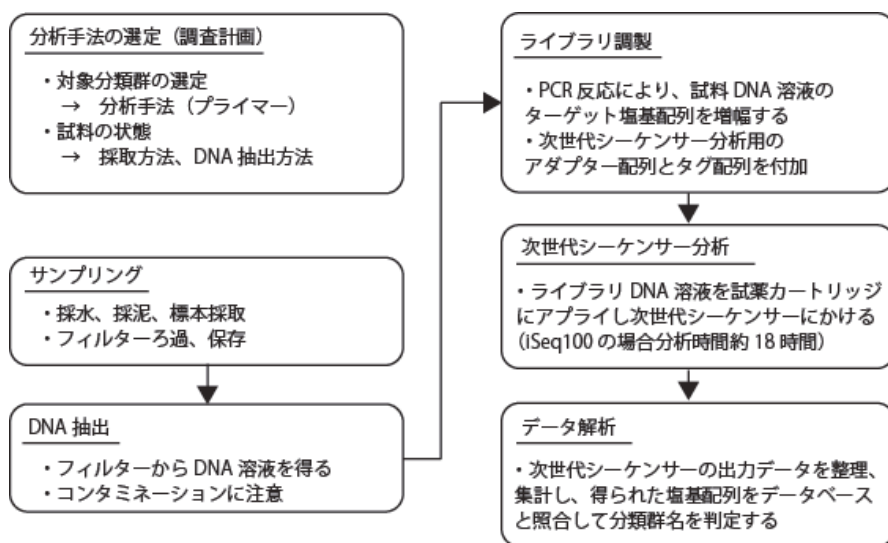 分析手法の選定（調査計画）
・対象分類群の選定
→ 分析手法（プライマー）
・試料の状態
→ 採取方法、DNA 抽出方法
サンプリング
・採水、採泥、標本採取
・フィルターろ過、保存
DNA 抽出
・フィルターから DNA 溶液を得る
・コンタミネーションに注意
ライブラリ調製
・PCR 反応により、試料 DNA 溶液の
ターゲット塩基配列を増幅する
・次世代シーケンサー分析用の
アダプター配列とタグ配列を付加
次世代シーケンサー分析
・ライブラリ DNA 溶液を試薬カートリッジ
にアプライし次世代シーケンサーにかける
（iSeq100 の場合分析時間約 18 時間）
データ解析
・次世代シーケンサーの出力データを整理、
集計し、得られた塩基配列をデータベース
と照合して分類群名を判定する